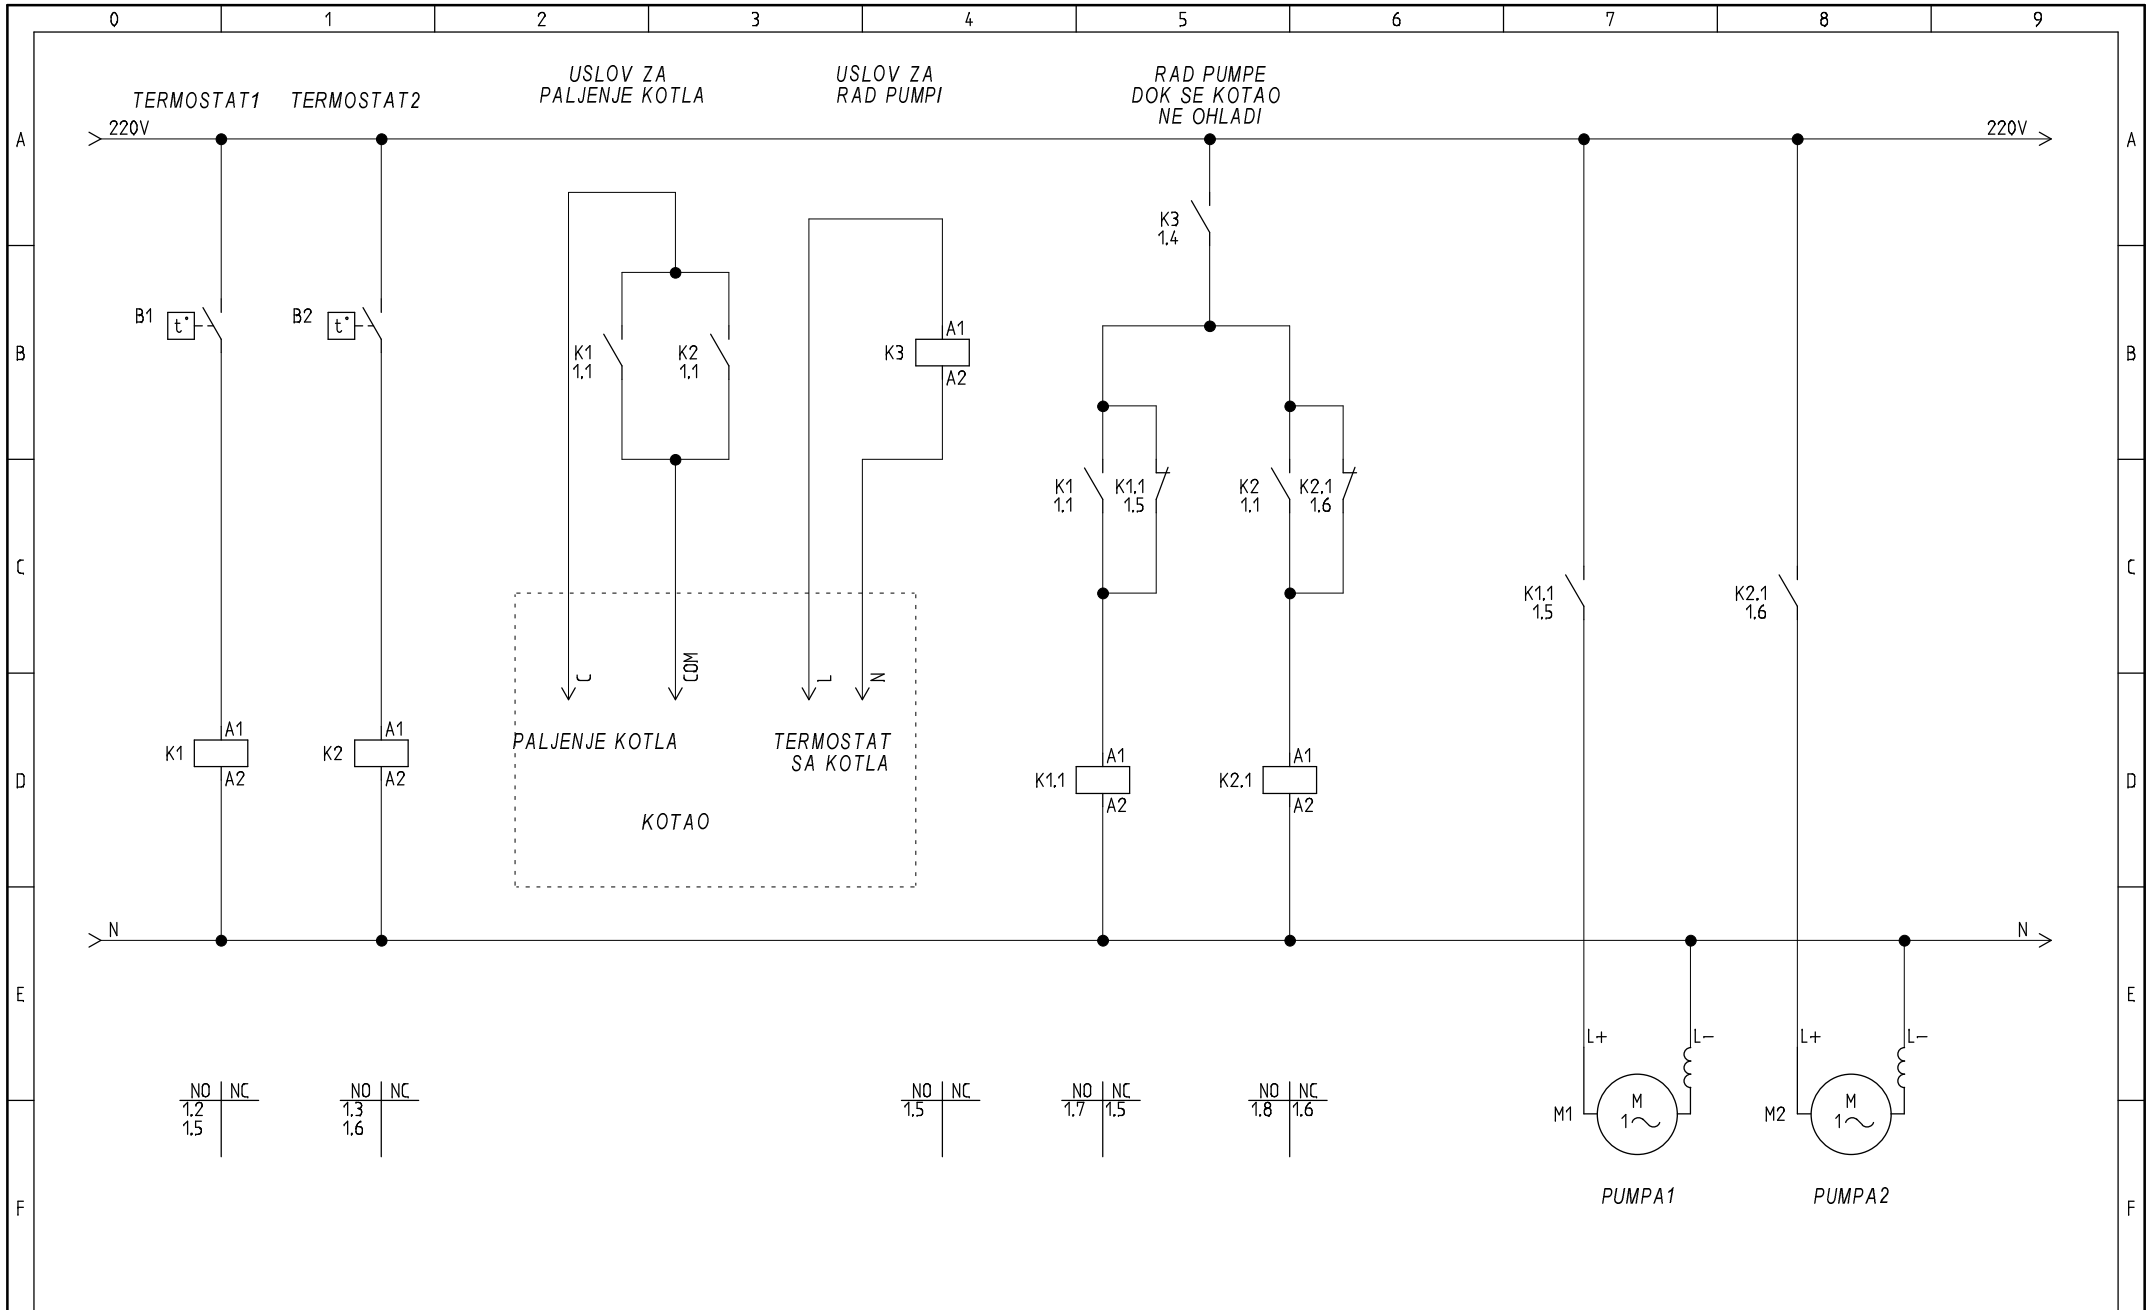 0 1 2 3 4 5 6 7 8 9
USLOV ZA
PALJENJE KOTLA
USLOV ZA
RAD PUMPI
RAD PUMPE
DOK SE KOTAO
NE OHLADI
TERMOSTAT1
TERMOSTAT2
A
220V
220V
A
K3
1.4
B1
t°
B2
t°
B
K1
1.1
K2
1.1
K3
A1
A2
B
K1
1.1
K1.1
1.5
K2
1.1
K2.1
1.6
C
K1.1
1.5
K2.1
1.6
C
C
COM
L
N
PALJENJE KOTLA
TERMOSTAT
SA KOTLA
KOTAO
D
K1
A1
A2
K2
A1
A2
K1.1
A1
A2
K2.1
A1
A2
D
N
N
E
L+
L-
L+
L-
E
NO NC
1.2
1.5
NO NC
1.3
1.6
NO NC
1.5
NO NC
1.7 1.5
NO NC
1.8 1.6
M1
M
1~
M2
M
1~
F
PUMPA1
PUMPA2
F